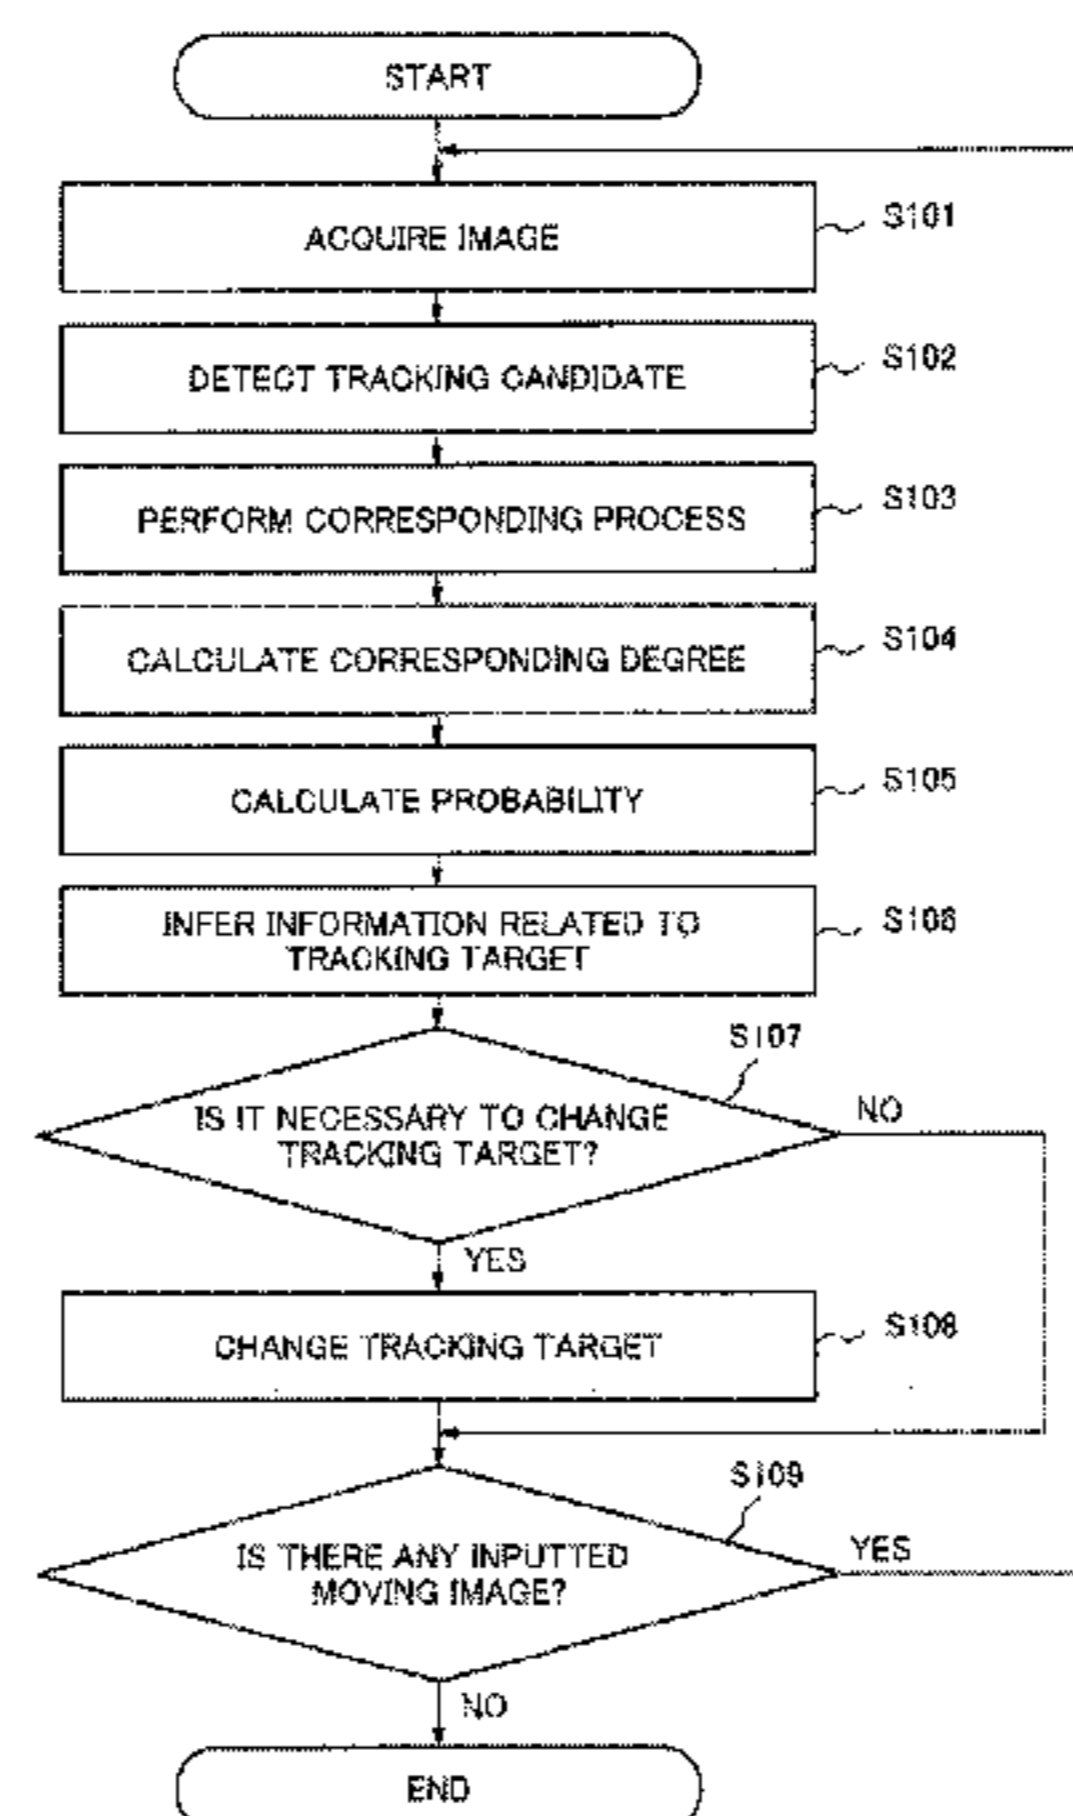 START
ACQUIRE IMAGE
S101
DETECT TRACKING CANDIDATE
S102
PERFORM CORRESPONDING PROCESS
S103
CALCULATE CORRESPONDING DEGREE
S104
CALCULATE PROBABILITY
S105
INFER INFORMATION RELATED TO
TRACKING TARGET
S106
S107
IS IT NECESSARY TO CHANGE
TRACKING TARGET?
NO
YES
CHANGE TRACKING TARGET
S108
S109
IS THERE ANY INPUTTED
MOVING IMAGE?
YES
NO
END